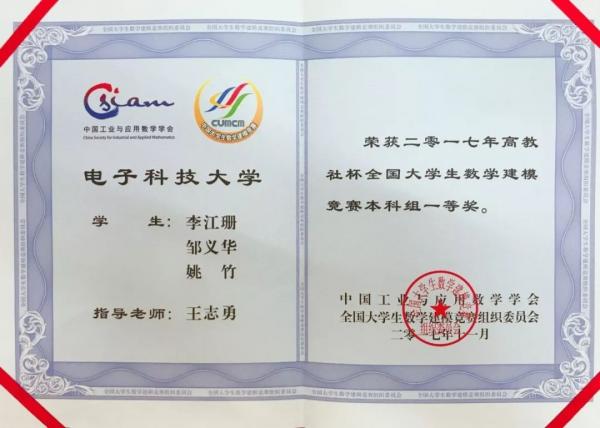 CSIAM
中国工业与应用数学学会
China Society for Industrial and Applied Mathematics
CUMCM
电子科技大学
学 生：李江珊
邹义华
姚 竹
指导老师：王志勇
荣获二零一七年高教
社杯全国大学生数学建模
竞赛本科组一等奖。
中国工业与应用数学学会
全国大学生数学建模竞赛组织委员会
二零一七年十一月